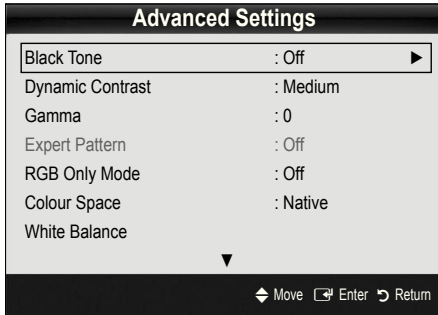 Advanced Settings
Black Tone : Off ►
Dynamic Contrast : Medium
Gamma : 0
Expert Pattern : Off
RGB Only Mode : Off
Colour Space : Native
White Balance
▼
Move Enter Return